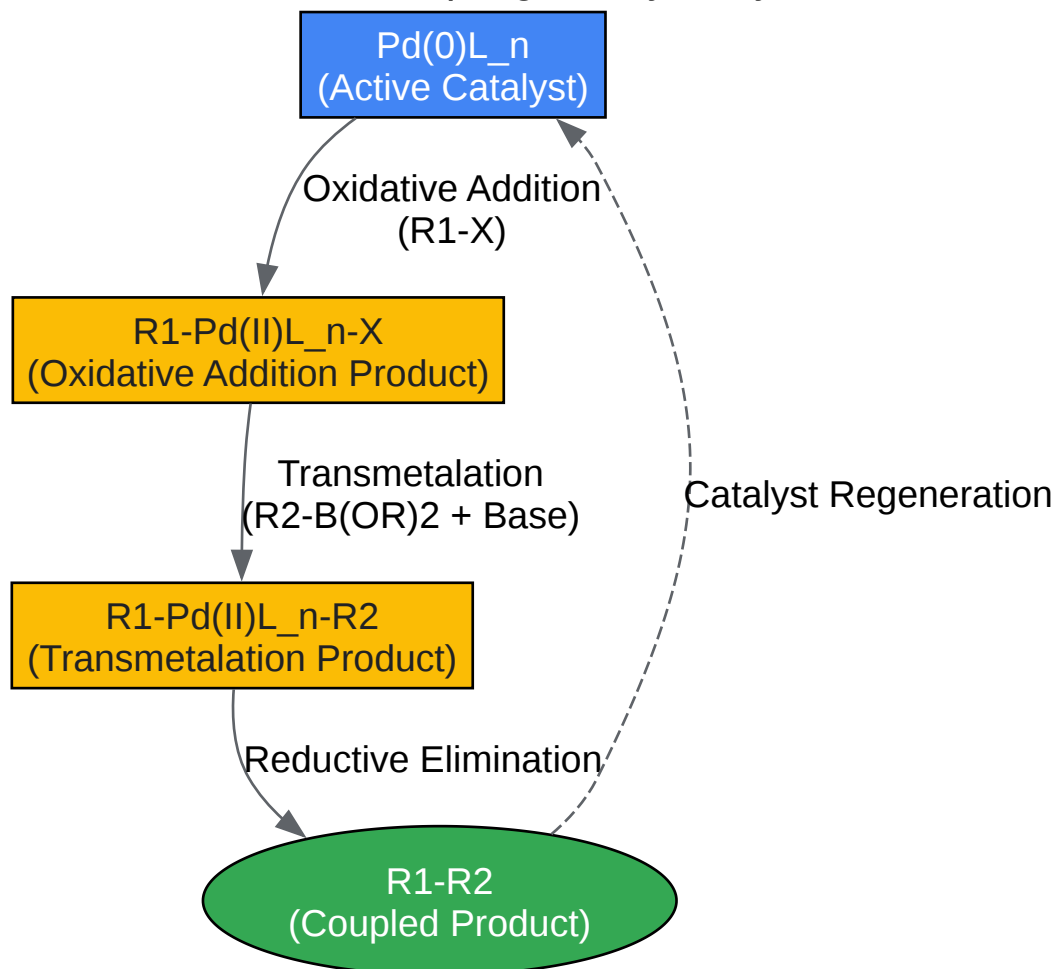 Pd(0)L_n
(Active Catalyst)
Oxidative Addition
(R1-X)
R1-Pd(II)L_n-X
(Oxidative Addition Product)
Transmetalation
(R2-B(OR)2 + Base)
Catalyst Regeneration
R1-Pd(II)L_n-R2
(Transmetalation Product)
Reductive Elimination
R1-R2
(Coupled Product)